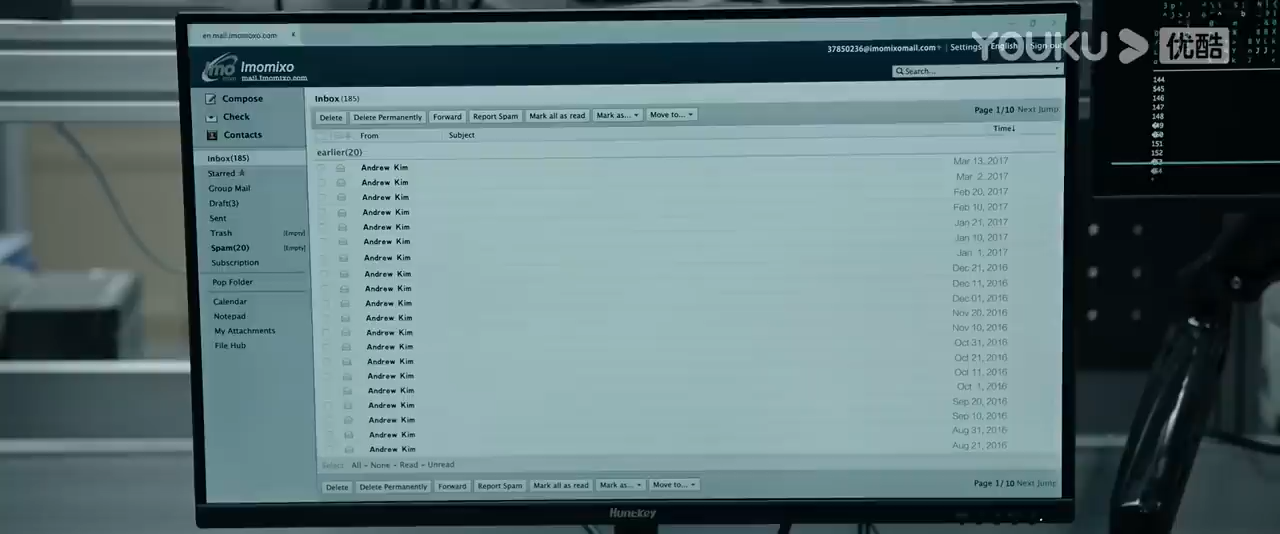 en.mail.imomoxo.com
YOUKU 优酷
37850236@imomixomail.com Settings English Sign out
Imo Imomixo
mail.Imomixo.com
Search...
Compose
Check
Contacts
Inbox(185)
Starred
Group Mail
Draft(3)
Sent
Trash [Empty]
Spam(20) [Empty]
Subscription
Pop Folder
Calendar
Notepad
My Attachments
File Hub
Inbox (185)
Delete Delete Permanently Forward Report Spam Mark all as read Mark as... Move to... Page 1/10 Next Jump
From Subject Time↓
earlier(20)
Andrew Kim Mar 13, 2017
Andrew Kim Mar 2, 2017
Andrew Kim Feb 20, 2017
Andrew Kim Feb 10, 2017
Andrew Kim Jan 21, 2017
Andrew Kim Jan 10, 2017
Andrew Kim Jan 1, 2017
Andrew Kim Dec 21, 2016
Andrew Kim Dec 11, 2016
Andrew Kim Dec 01, 2016
Andrew Kim Nov 20, 2016
Andrew Kim Nov 10, 2016
Andrew Kim Oct 31, 2016
Andrew Kim Oct 21, 2016
Andrew Kim Oct 11, 2016
Andrew Kim Oct 1, 2016
Andrew Kim Sep 20, 2016
Andrew Kim Sep 10, 2016
Andrew Kim Aug 31, 2016
Andrew Kim Aug 21, 2016
Select: All - None - Read - Unread
Delete Delete Permanently Forward Report Spam Mark all as read Mark as... Move to... Page 1/10 Next Jump
Huntkey
144
545
146
147
148
151
152